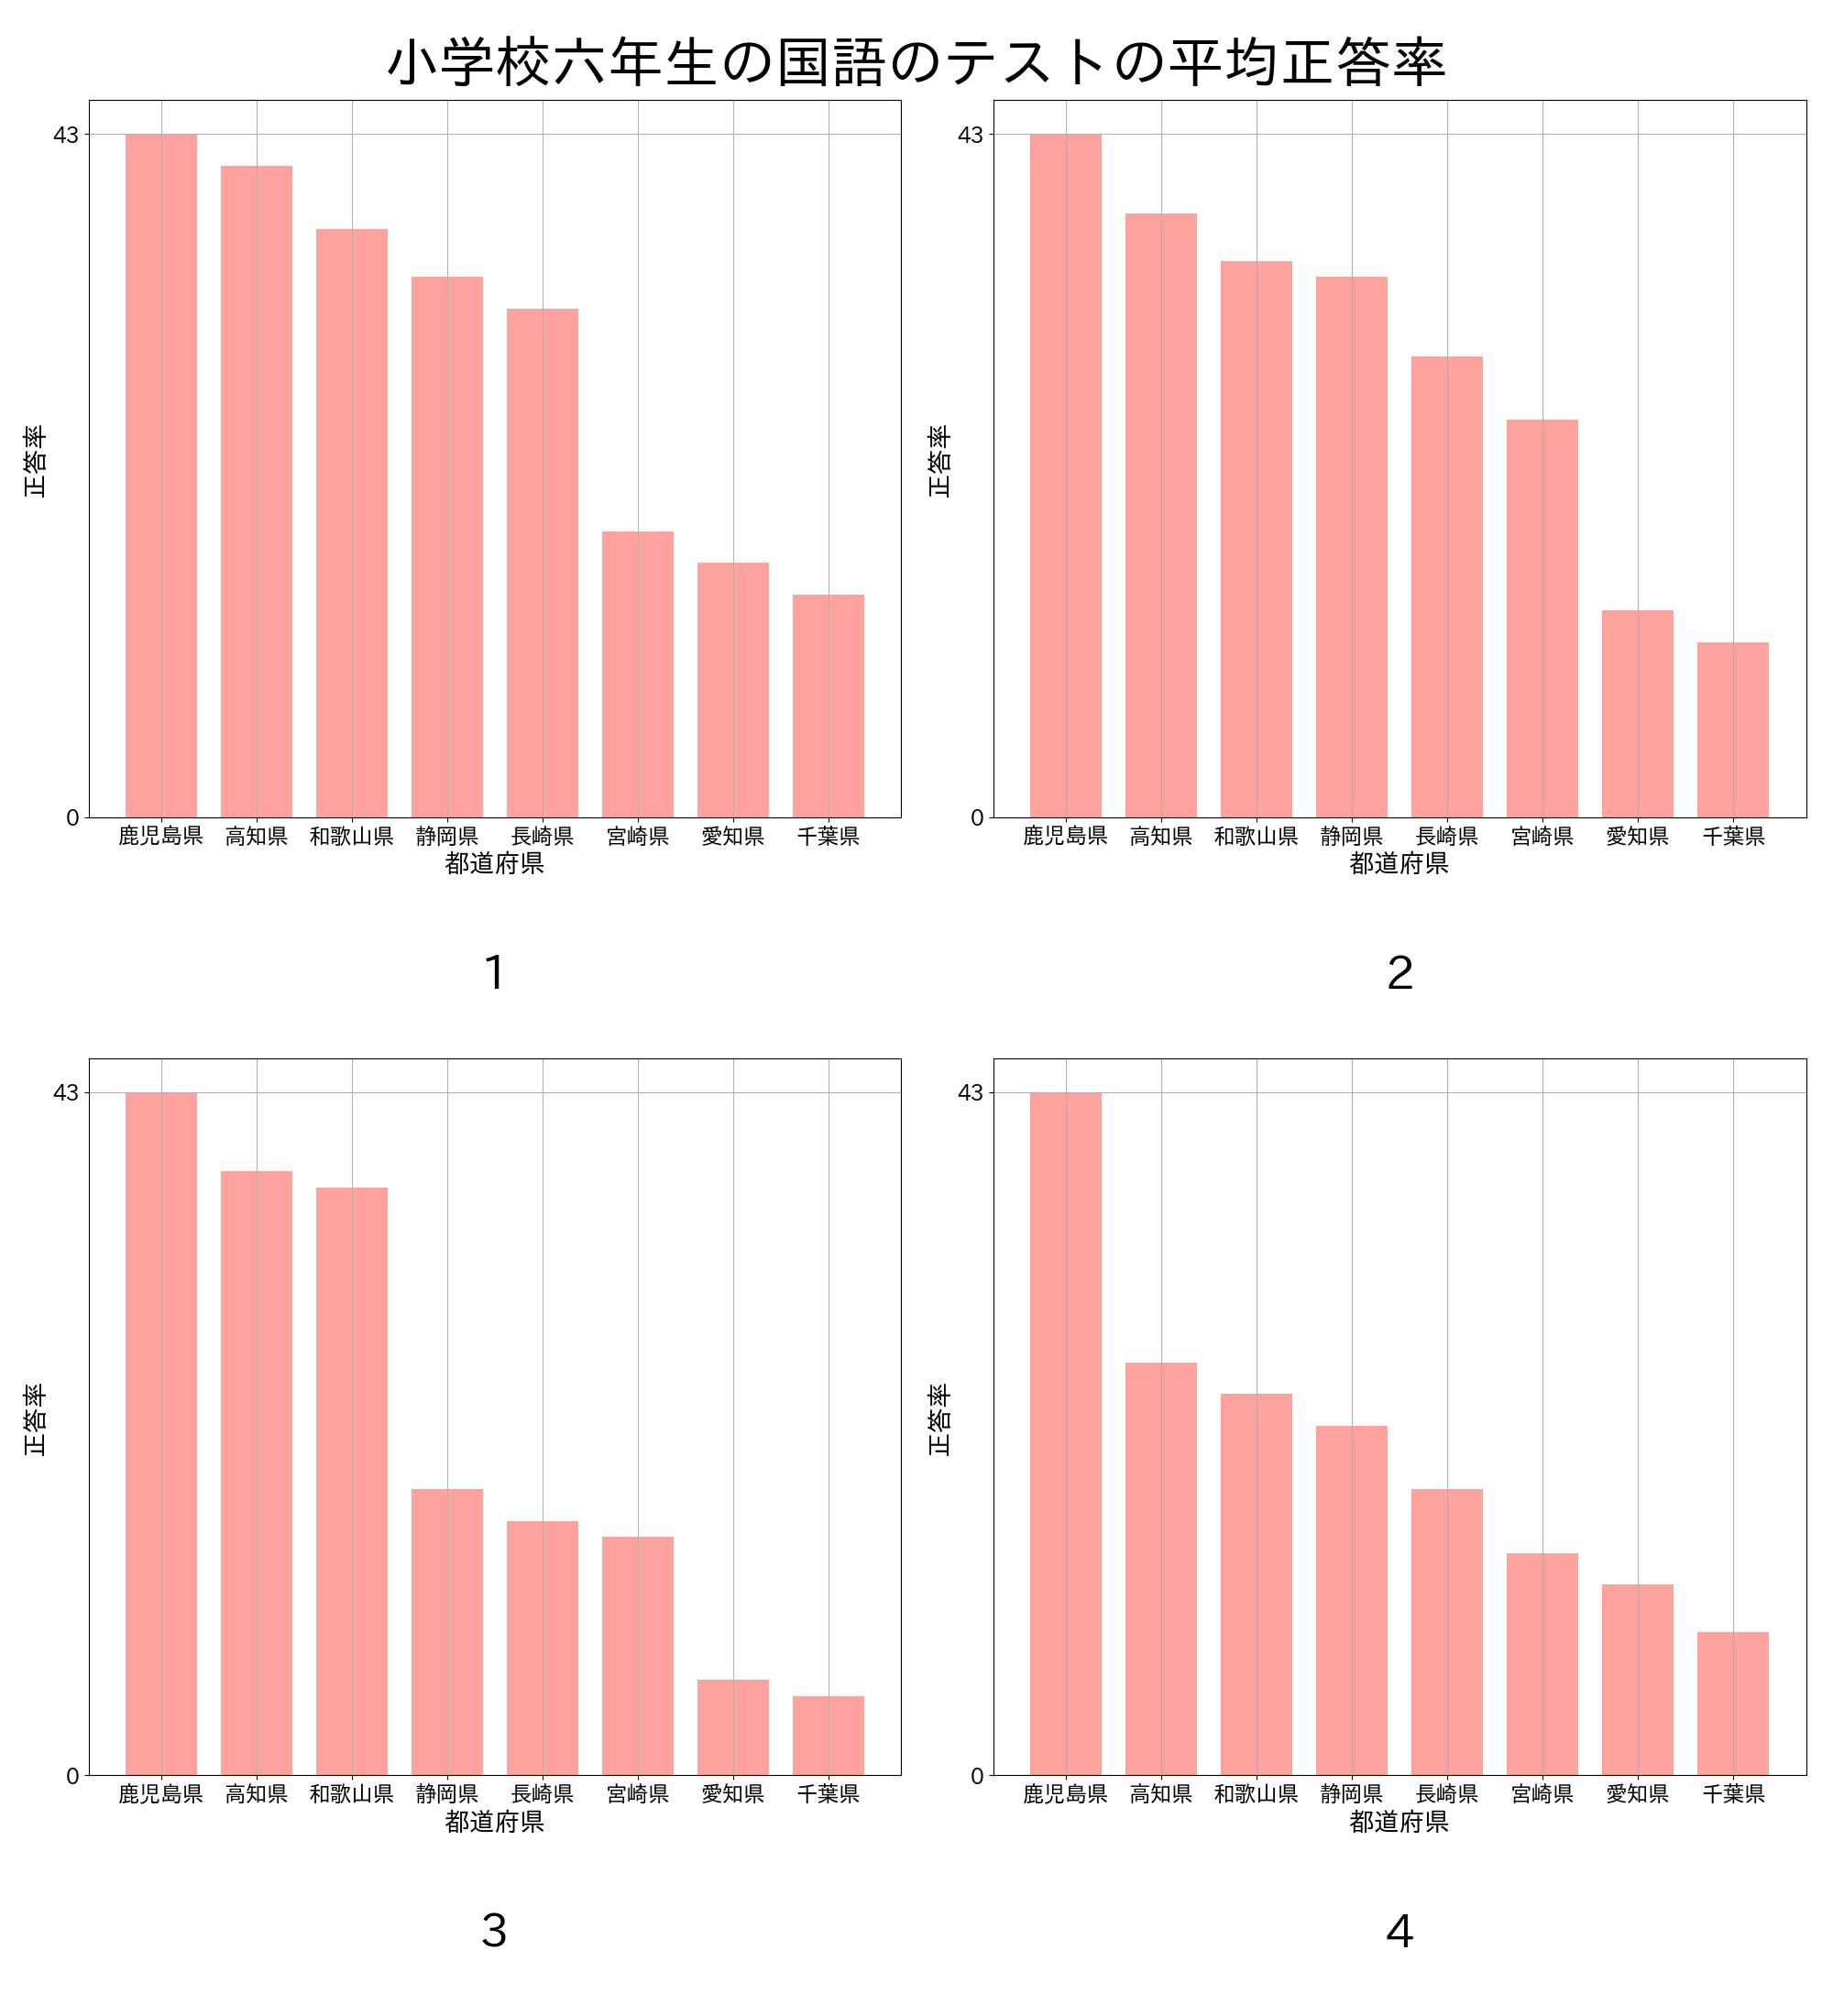 小学校六年生の国語のテストの平均正答率
43
0
正答率
鹿児島県 高知県 和歌山県 静岡県 長崎県 宮崎県 愛知県 千葉県
都道府県
1
43
0
正答率
鹿児島県 高知県 和歌山県 静岡県 長崎県 宮崎県 愛知県 千葉県
都道府県
2
43
0
正答率
鹿児島県 高知県 和歌山県 静岡県 長崎県 宮崎県 愛知県 千葉県
都道府県
3
43
0
正答率
鹿児島県 高知県 和歌山県 静岡県 長崎県 宮崎県 愛知県 千葉県
都道府県
4